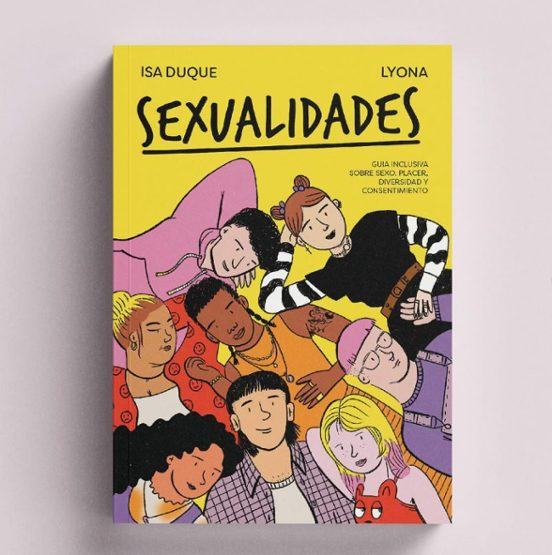 ISA DUQUE LYONA
SEXUALIDADES
GUIA INCLUSIVA
SOBRE SEXO, PLACER,
DIVERSIDAD Y
CONSENTIMIENTO